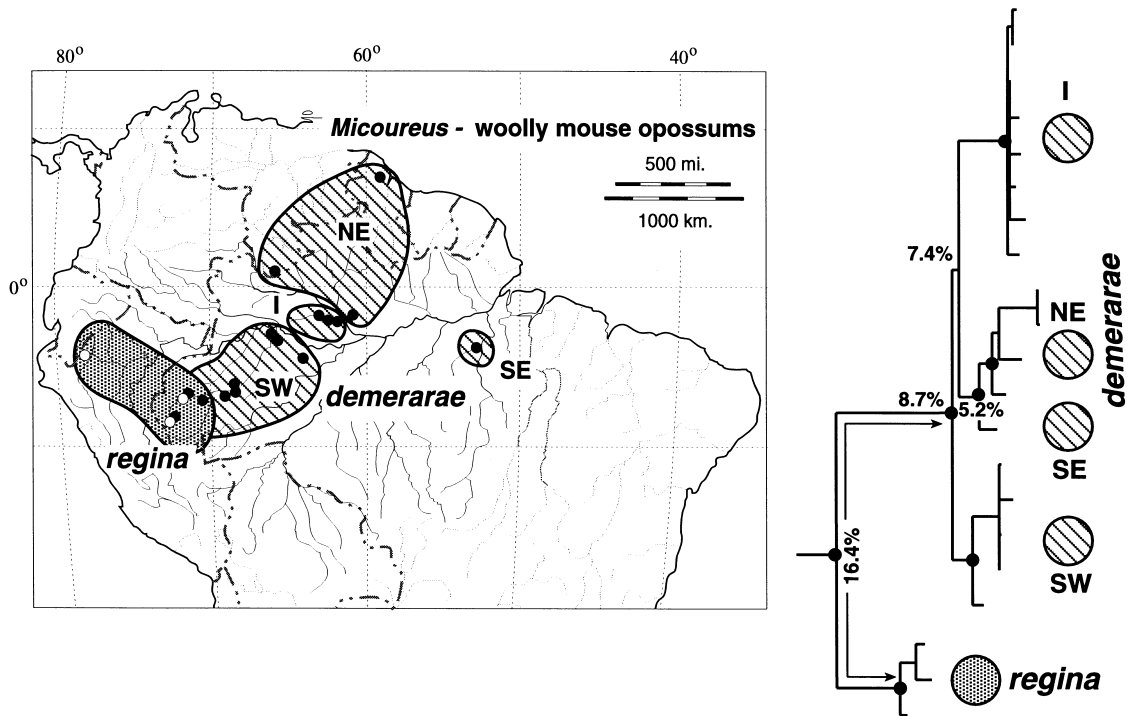 80°
60°
40°
Micoureus - woolly mouse opossums
500 mi.
1000 km.
NE
0°
I
SW
SE
demerarae
regina
I
7.4%
NE
demerarae
8.7%
5.2%
SE
16.4%
SW
regina